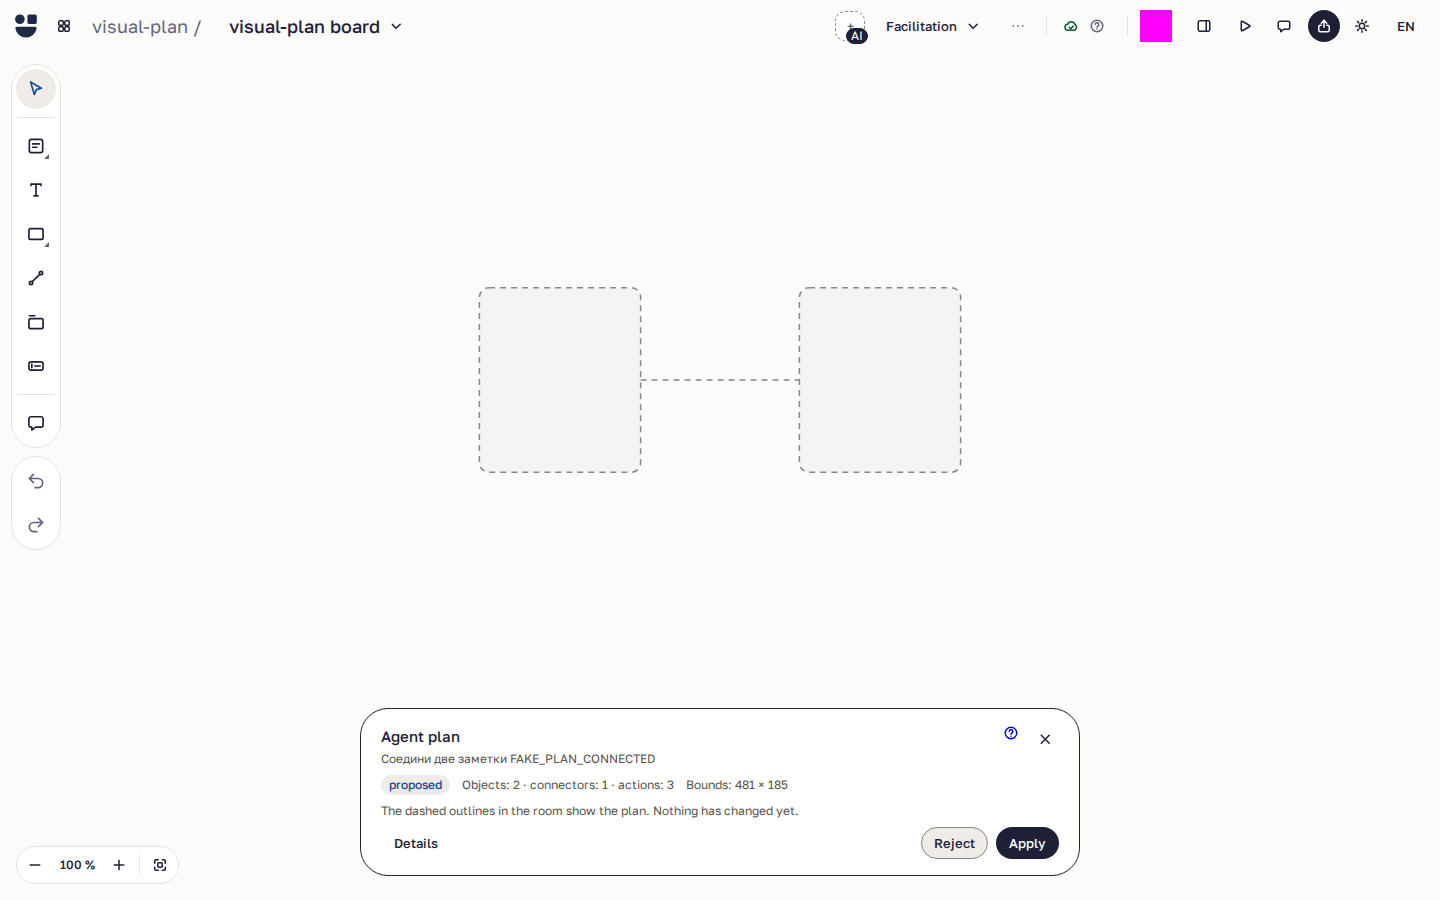 visual-plan / visual-plan board
+ AI
Facilitation
EN
Agent plan
Соедини две заметки FAKE_PLAN_CONNECTED
proposed Objects: 2 · connectors: 1 · actions: 3 Bounds: 481 × 185
The dashed outlines in the room show the plan. Nothing has changed yet.
Details
Reject
Apply
100 %